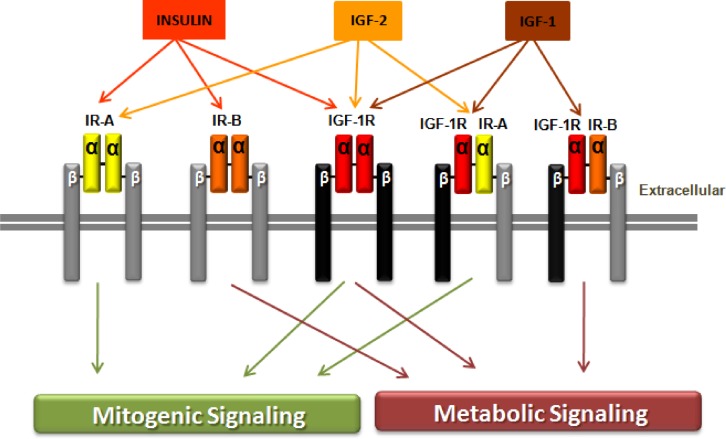 INSULIN IGF-2 IGF-1
IR-A IR-B IGF-1R IGF-1R IR-A IGF-1R IR-B
α α α α α α α α α α
β β β β β β β β β β
Extracellular
Mitogenic Signaling Metabolic Signaling